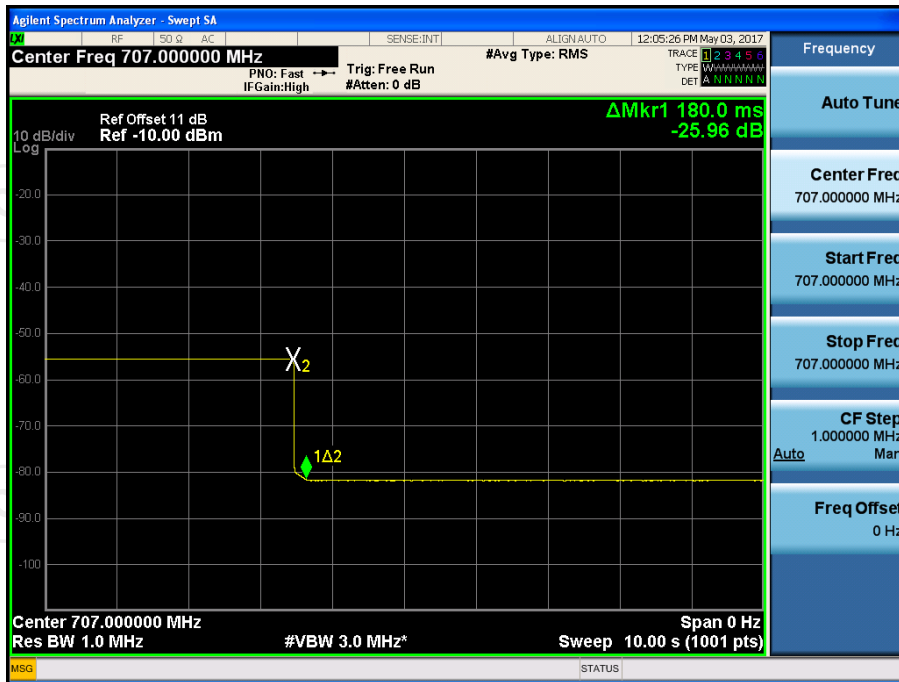 Agilent Spectrum Analyzer - Swept SA
LXI RF 50 Ω AC SENSE:INT ALIGN AUTO 12:05:26 PM May 03, 2017
Center Freq 707.000000 MHz
PNO: Fast
IFGain:High
Trig: Free Run
#Atten: 0 dB
#Avg Type: RMS
TRACE 1 2 3 4 5 6
TYPE WWWWWW
DET A N N N N N
ΔMkr1 180.0 ms
-25.96 dB
Ref Offset 11 dB
10 dB/div Ref -10.00 dBm
Log
-20.0
-30.0
-40.0
-50.0
-60.0
-70.0
-80.0
-90.0
-100
X2
1Δ2
Center 707.000000 MHz Span 0 Hz
Res BW 1.0 MHz #VBW 3.0 MHz* Sweep 10.00 s (1001 pts)
MSG STATUS
Frequency
Auto Tune
Center Freq
707.000000 MHz
Start Freq
707.000000 MHz
Stop Freq
707.000000 MHz
CF Step
1.000000 MHz
Auto Man
Freq Offset
0 Hz